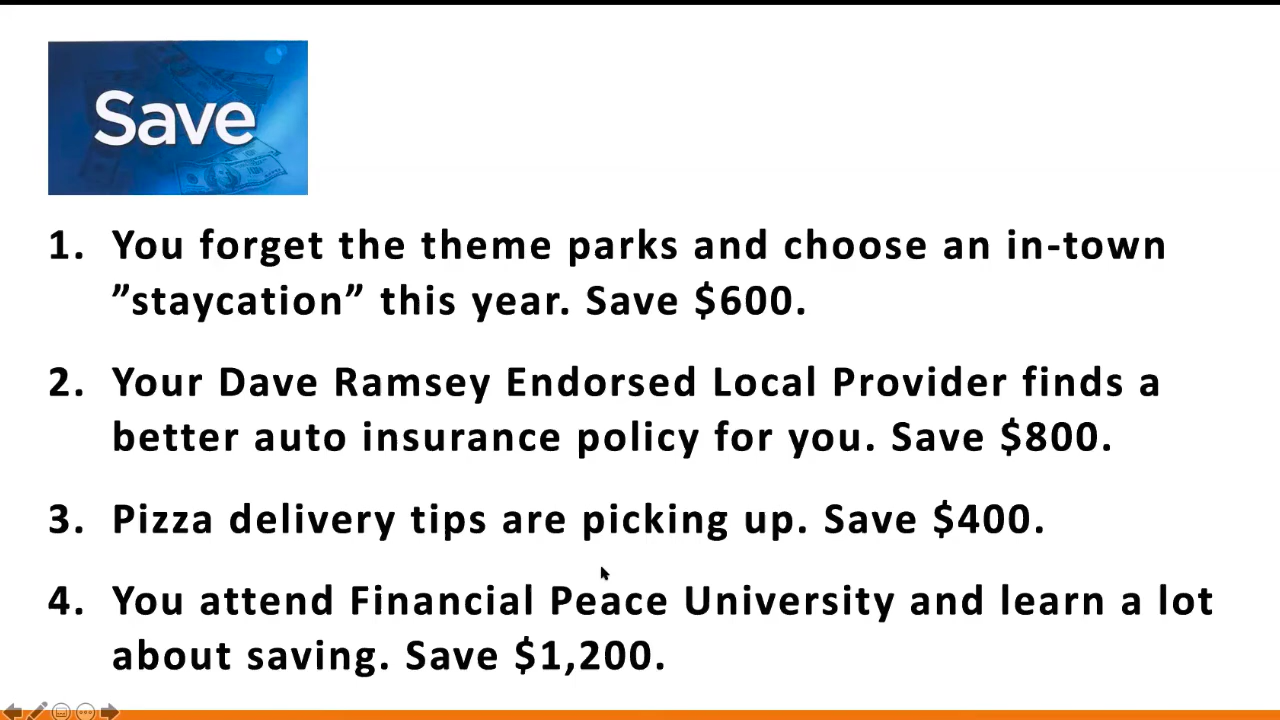 Save
1. You forget the theme parks and choose an in-town
”staycation” this year. Save $600.
2. Your Dave Ramsey Endorsed Local Provider finds a
better auto insurance policy for you. Save $800.
3. Pizza delivery tips are picking up. Save $400.
4. You attend Financial Peace University and learn a lot
about saving. Save $1,200.